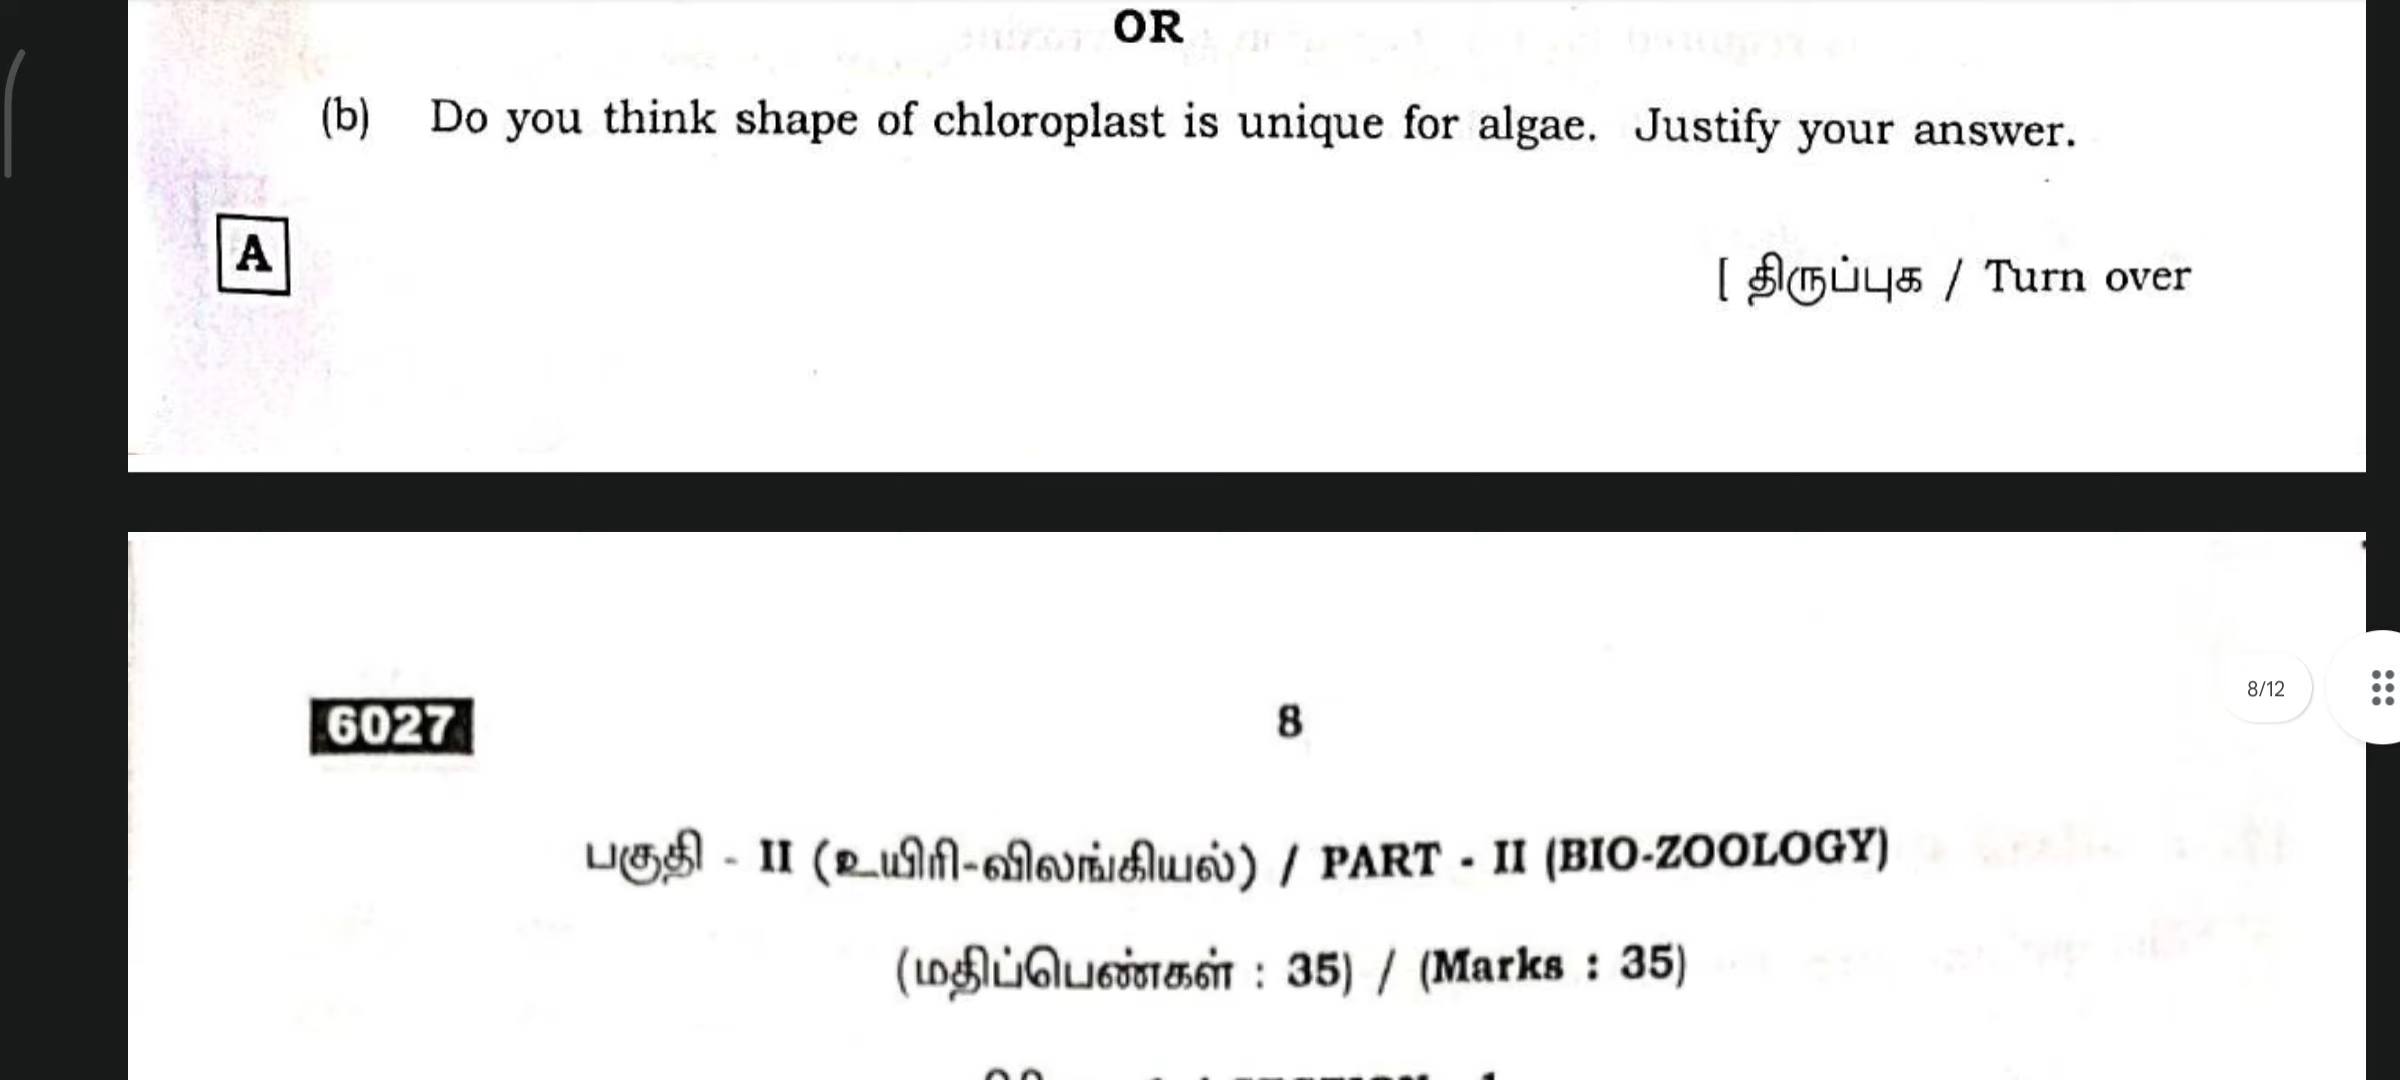 OR
(b) Do you think shape of chloroplast is unique for algae. Justify your answer.
A
[ திருப்புக / Turn over
6027
8
8/12
பகுதி - II (உயிரி-விலங்கியல்) / PART - II (BIO-ZOOLOGY)
(மதிப்பெண்கள் : 35) / (Marks : 35)